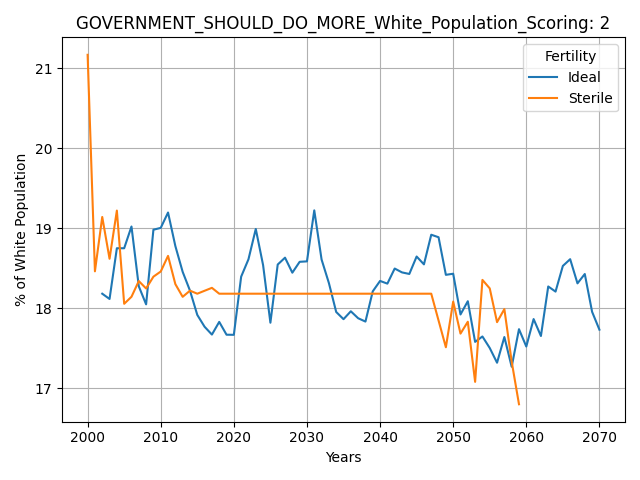 GOVERNMENT_SHOULD_DO_MORE_White_Population_Scoring: 2
Fertility
Ideal
Sterile
% of White Population
21
20
19
18
17
2000 2010 2020 2030 2040 2050 2060 2070
Years